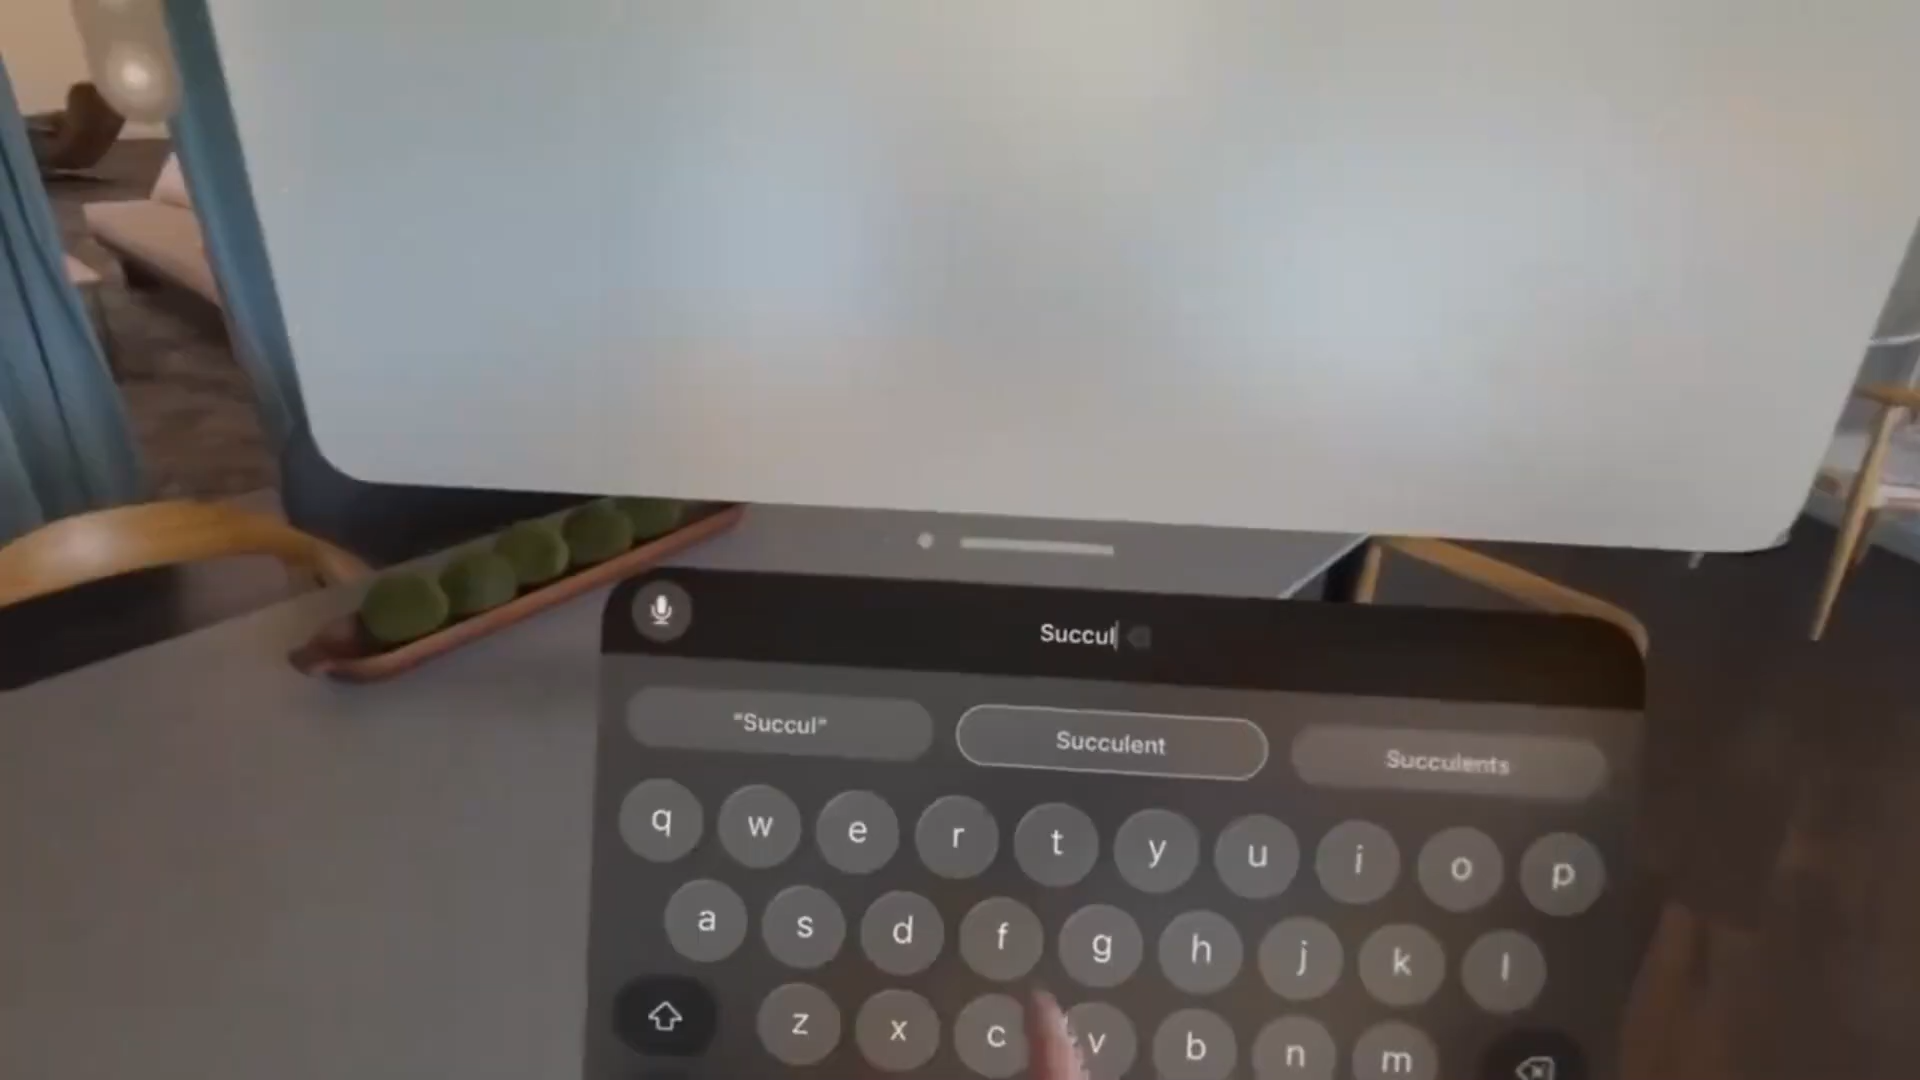 Succul
"Succul" Succulent Succulents
q w e r t y u i o p
a s d f g h j k l
z x c v b n m